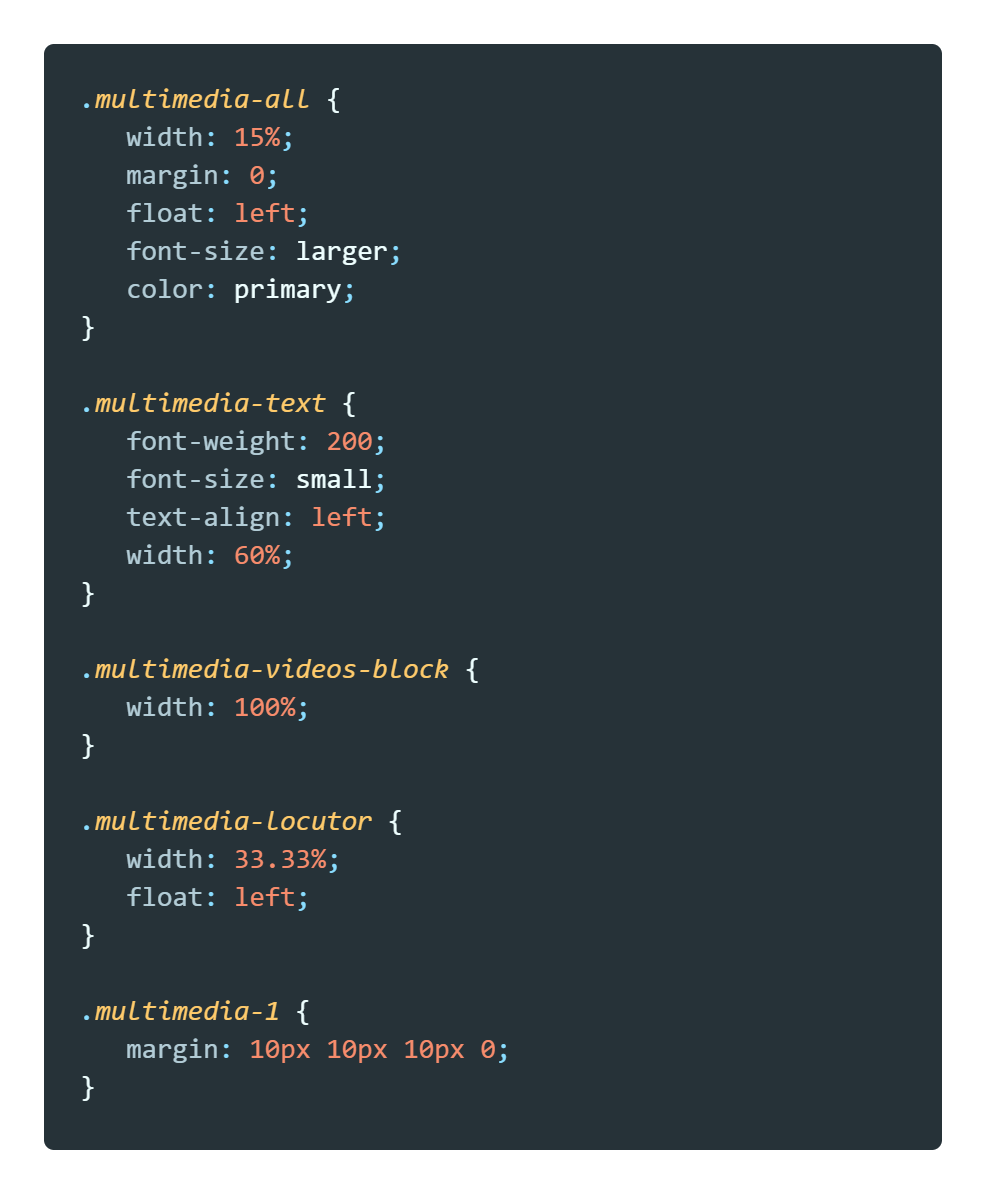 .multimedia-all {
   width: 15%;
   margin: 0;
   float: left;
   font-size: larger;
   color: primary;
}

.multimedia-text {
   font-weight: 200;
   font-size: small;
   text-align: left;
   width: 60%;
}

.multimedia-videos-block {
   width: 100%;
}

.multimedia-locutor {
   width: 33.33%;
   float: left;
}

.multimedia-1 {
   margin: 10px 10px 10px 0;
}